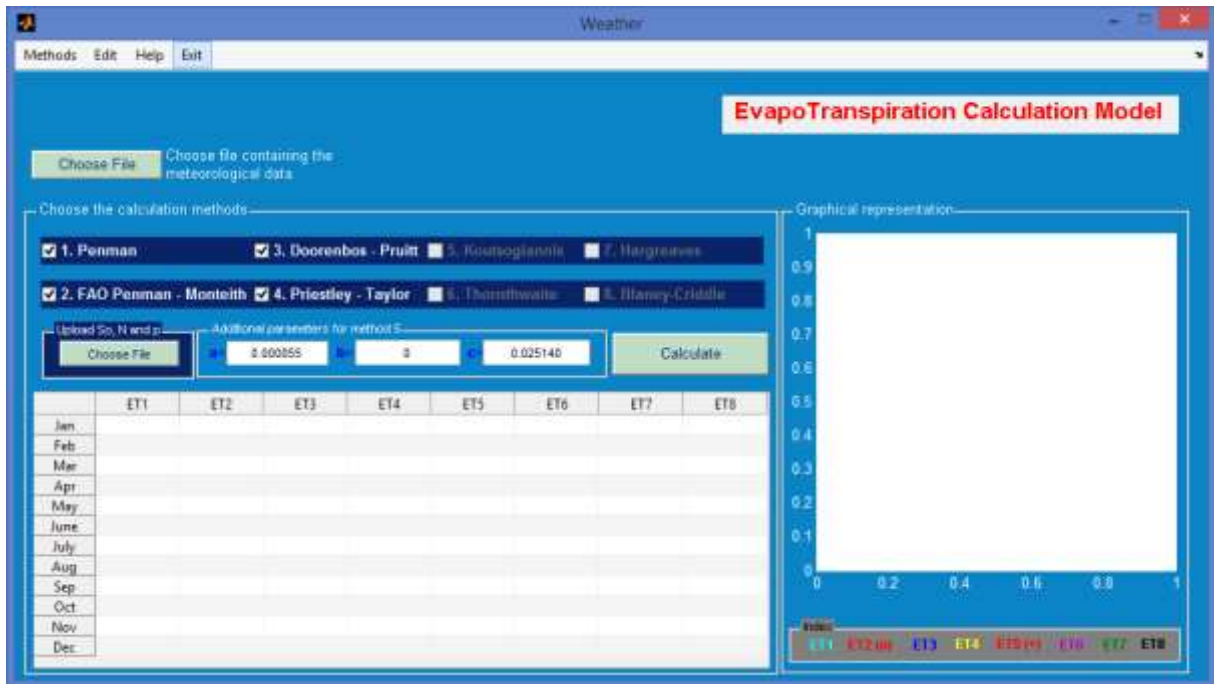 Weather
Methods Edit Help Exit
EvapoTranspiration Calculation Model
Choose File
Choose file containing the
meteorological data
Choose the calculation methods
1. Penman
3. Doorenbos - Pruitt
5. Koutsogiannis
7. Hargreaves
2. FAO Penman - Monteith
4. Priestley - Taylor
6. Thornthwaite
8. Blaney-Criddle
Upload So, N and p
Choose File
Additional parameters for method 5
a= 0.000055
b= 0
c= 0.025140
Calculate
ET1 ET2 ET3 ET4 ET5 ET6 ET7 ET8
Jan
Feb
Mar
Apr
May
June
July
Aug
Sep
Oct
Nov
Dec
Graphical representation
1
0.9
0.8
0.7
0.6
0.5
0.4
0.3
0.2
0.1
0
0 0.2 0.4 0.6 0.8 1
Index
ET1 ET2 ET3 ET4 ET5 (+) ET6 ET7 ET8